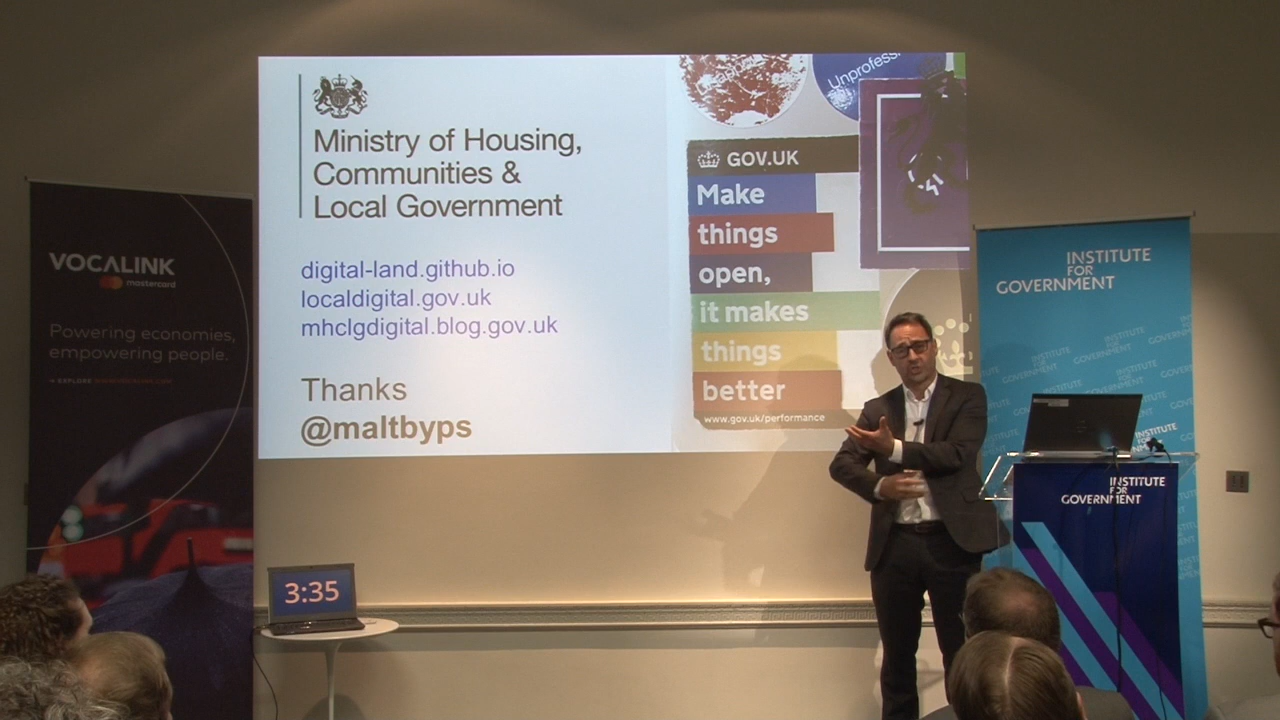 Ministry of Housing,
Communities &
Local Government
digital-land.github.io
localdigital.gov.uk
mhclgdigital.blog.gov.uk
Thanks
@maltbyps
GOV.UK
Make
things
open,
it makes
things
better
www.gov.uk/performance
VOCALINK
mastercard
Powering economies,
empowering people.
EXPLORE
3:35
INSTITUTE
FOR
GOVERNMENT
INSTITUTE
FOR
GOVERNMENT